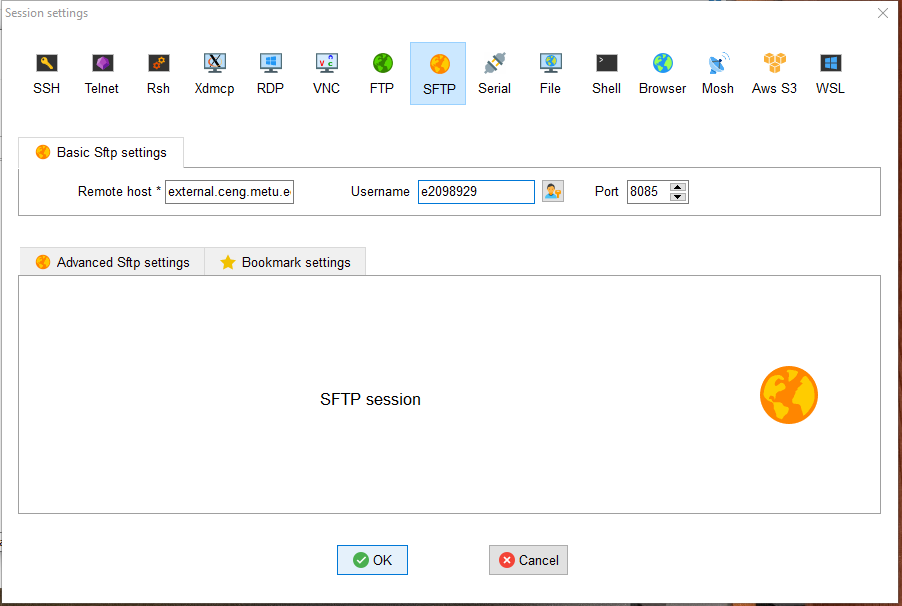 Session settings
SSH Telnet Rsh Xdmcp RDP VNC FTP SFTP Serial File Shell Browser Mosh Aws S3 WSL
Basic Sftp settings
Remote host * external.ceng.metu.e Username e2098929 Port 8085
Advanced Sftp settings Bookmark settings
SFTP session
OK Cancel